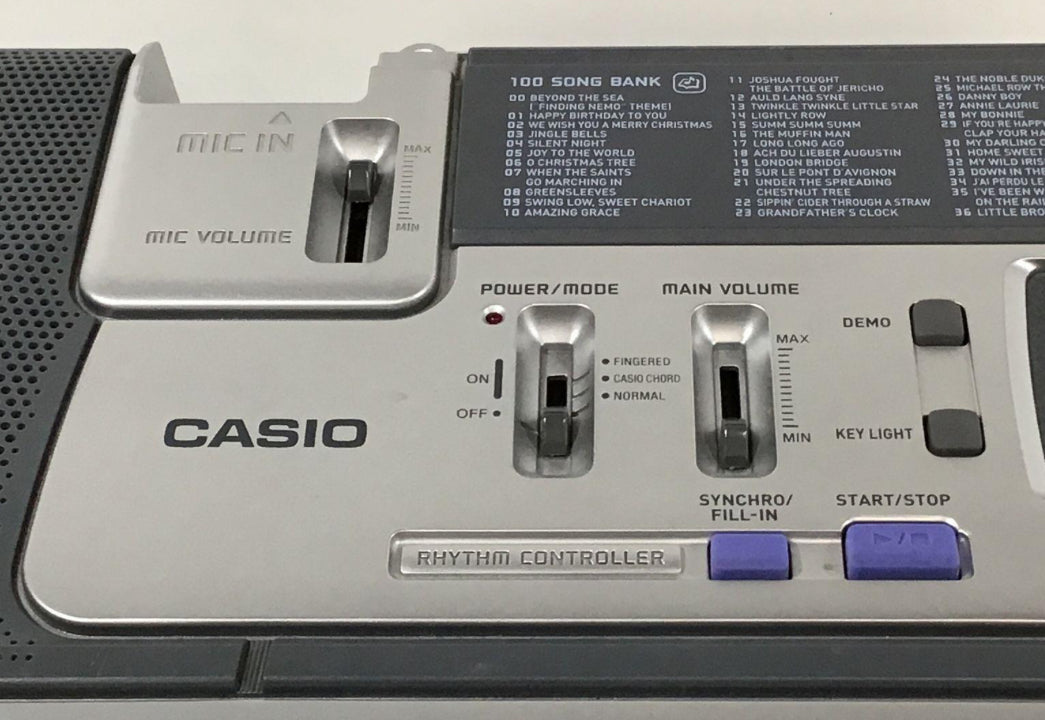 MIC IN
MAX
MIC VOLUME
MIN
100 SONG BANK
00 BEYOND THE SEA
("FINDING NEMO" THEME)
01 HAPPY BIRTHDAY TO YOU
02 WE WISH YOU A MERRY CHRISTMAS
03 JINGLE BELLS
04 SILENT NIGHT
05 JOY TO THE WORLD
06 O CHRISTMAS TREE
07 WHEN THE SAINTS
GO MARCHING IN
08 GREENSLEEVES
09 SWING LOW, SWEET CHARIOT
10 AMAZING GRACE
11 JOSHUA FOUGHT
THE BATTLE OF JERICHO
12 AULD LANG SYNE
13 TWINKLE TWINKLE LITTLE STAR
14 LIGHTLY ROW
15 SUMM SUMM SUMM
16 THE MUFFIN MAN
17 LONG LONG AGO
18 ACH DU LIEBER AUGUSTIN
19 LONDON BRIDGE
20 SUR LE PONT D'AVIGNON
21 UNDER THE SPREADING
CHESTNUT TREE
22 SIPPIN' CIDER THROUGH A STRAW
23 GRANDFATHER'S CLOCK
24 THE NOBLE DUK
25 MICHAEL ROW TH
26 DANNY BOY
27 ANNIE LAURIE
28 MY BONNIE
29 IF YOU'RE HAPPY
CLAP YOUR HA
30 MY DARLING C
31 HOME SWEET
32 MY WILD IRIS
33 DOWN IN THE
34 J'AI PERDU LE
35 I'VE BEEN W
ON THE RAI
36 LITTLE BRO
POWER/MODE
ON
OFF
FINGERED
CASIO CHORD
NORMAL
MAIN VOLUME
MAX
MIN
DEMO
KEY LIGHT
CASIO
SYNCHRO/
FILL-IN
START/STOP
RHYTHM CONTROLLER